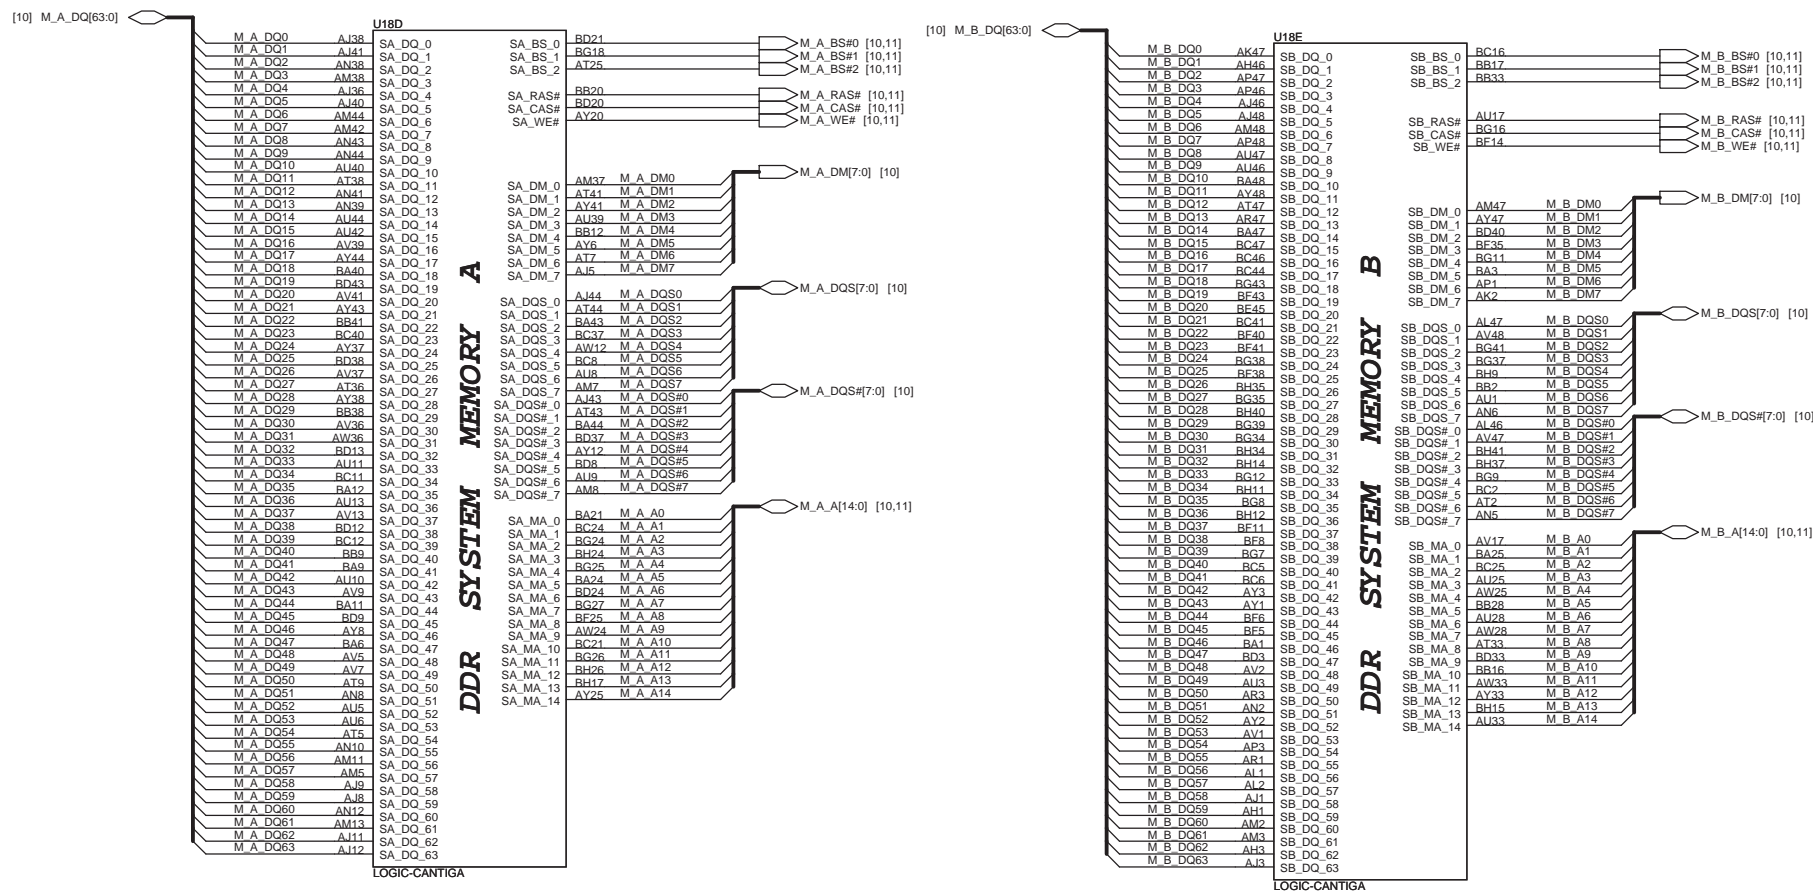 [10] M_A_DQ[63:0]
U18D
M_A_DQ0 AJ38 SA_DQ_0
M_A_DQ1 AJ41 SA_DQ_1
M_A_DQ2 AN38 SA_DQ_2
M_A_DQ3 AM38 SA_DQ_3
M_A_DQ4 AJ36 SA_DQ_4
M_A_DQ5 AJ40 SA_DQ_5
M_A_DQ6 AM44 SA_DQ_6
M_A_DQ7 AM42 SA_DQ_7
M_A_DQ8 AN43 SA_DQ_8
M_A_DQ9 AN44 SA_DQ_9
M_A_DQ10 AU40 SA_DQ_10
M_A_DQ11 AT38 SA_DQ_11
M_A_DQ12 AN41 SA_DQ_12
M_A_DQ13 AN39 SA_DQ_13
M_A_DQ14 AU44 SA_DQ_14
M_A_DQ15 AU42 SA_DQ_15
M_A_DQ16 AV39 SA_DQ_16
M_A_DQ17 AY44 SA_DQ_17
M_A_DQ18 BA40 SA_DQ_18
M_A_DQ19 BD43 SA_DQ_19
M_A_DQ20 AV41 SA_DQ_20
M_A_DQ21 AY43 SA_DQ_21
M_A_DQ22 BB41 SA_DQ_22
M_A_DQ23 BC40 SA_DQ_23
M_A_DQ24 AY37 SA_DQ_24
M_A_DQ25 BD38 SA_DQ_25
M_A_DQ26 AV37 SA_DQ_26
M_A_DQ27 AT36 SA_DQ_27
M_A_DQ28 AY38 SA_DQ_28
M_A_DQ29 BB38 SA_DQ_29
M_A_DQ30 AV36 SA_DQ_30
M_A_DQ31 AW36 SA_DQ_31
M_A_DQ32 BD13 SA_DQ_32
M_A_DQ33 AU11 SA_DQ_33
M_A_DQ34 BC11 SA_DQ_34
M_A_DQ35 BA12 SA_DQ_35
M_A_DQ36 AU13 SA_DQ_36
M_A_DQ37 AV13 SA_DQ_37
M_A_DQ38 BD12 SA_DQ_38
M_A_DQ39 BC12 SA_DQ_39
M_A_DQ40 BB9 SA_DQ_40
M_A_DQ41 BA9 SA_DQ_41
M_A_DQ42 AU10 SA_DQ_42
M_A_DQ43 AV9 SA_DQ_43
M_A_DQ44 BA11 SA_DQ_44
M_A_DQ45 BD9 SA_DQ_45
M_A_DQ46 AY8 SA_DQ_46
M_A_DQ47 BA6 SA_DQ_47
M_A_DQ48 AV5 SA_DQ_48
M_A_DQ49 AV7 SA_DQ_49
M_A_DQ50 AT9 SA_DQ_50
M_A_DQ51 AN8 SA_DQ_51
M_A_DQ52 AU5 SA_DQ_52
M_A_DQ53 AU6 SA_DQ_53
M_A_DQ54 AT5 SA_DQ_54
M_A_DQ55 AN10 SA_DQ_55
M_A_DQ56 AM11 SA_DQ_56
M_A_DQ57 AM5 SA_DQ_57
M_A_DQ58 AJ9 SA_DQ_58
M_A_DQ59 AJ8 SA_DQ_59
M_A_DQ60 AN12 SA_DQ_60
M_A_DQ61 AM13 SA_DQ_61
M_A_DQ62 AJ11 SA_DQ_62
M_A_DQ63 AJ12 SA_DQ_63
DDR SYSTEM MEMORY A
SA_BS_0 BD21 M_A_BS#0 [10,11]
SA_BS_1 BG18 M_A_BS#1 [10,11]
SA_BS_2 AT25 M_A_BS#2 [10,11]
SA_RAS# BB20 M_A_RAS# [10,11]
SA_CAS# BD20 M_A_CAS# [10,11]
SA_WE# AY20 M_A_WE# [10,11]
M_A_DM[7:0] [10]
SA_DM_0 AM37 M_A_DM0
SA_DM_1 AT41 M_A_DM1
SA_DM_2 AY41 M_A_DM2
SA_DM_3 AU39 M_A_DM3
SA_DM_4 BB12 M_A_DM4
SA_DM_5 AY6 M_A_DM5
SA_DM_6 AT7 M_A_DM6
SA_DM_7 AJ5 M_A_DM7
M_A_DQS[7:0] [10]
SA_DQS_0 AJ44 M_A_DQS0
SA_DQS_1 AT44 M_A_DQS1
SA_DQS_2 BA43 M_A_DQS2
SA_DQS_3 BC37 M_A_DQS3
SA_DQS_4 AW12 M_A_DQS4
SA_DQS_5 BC8 M_A_DQS5
SA_DQS_6 AU8 M_A_DQS6
SA_DQS_7 AM7 M_A_DQS7
M_A_DQS#[7:0] [10]
SA_DQS#_0 AJ43 M_A_DQS#0
SA_DQS#_1 AT43 M_A_DQS#1
SA_DQS#_2 BA44 M_A_DQS#2
SA_DQS#_3 BD37 M_A_DQS#3
SA_DQS#_4 AY12 M_A_DQS#4
SA_DQS#_5 BD8 M_A_DQS#5
SA_DQS#_6 AU9 M_A_DQS#6
SA_DQS#_7 AM8 M_A_DQS#7
M_A_A[14:0] [10,11]
SA_MA_0 BA21 M_A_A0
SA_MA_1 BC24 M_A_A1
SA_MA_2 BG24 M_A_A2
SA_MA_3 BH24 M_A_A3
SA_MA_4 BG25 M_A_A4
SA_MA_5 BA24 M_A_A5
SA_MA_6 BD24 M_A_A6
SA_MA_7 BG27 M_A_A7
SA_MA_8 BF25 M_A_A8
SA_MA_9 AW24 M_A_A9
SA_MA_10 BC21 M_A_A10
SA_MA_11 BG26 M_A_A11
SA_MA_12 BH26 M_A_A12
SA_MA_13 BH17 M_A_A13
SA_MA_14 AY25 M_A_A14
LOGIC-CANTIGA
[10] M_B_DQ[63:0]
U18E
M_B_DQ0 AK47 SB_DQ_0
M_B_DQ1 AH46 SB_DQ_1
M_B_DQ2 AP47 SB_DQ_2
M_B_DQ3 AP46 SB_DQ_3
M_B_DQ4 AJ46 SB_DQ_4
M_B_DQ5 AJ48 SB_DQ_5
M_B_DQ6 AM48 SB_DQ_6
M_B_DQ7 AP48 SB_DQ_7
M_B_DQ8 AU47 SB_DQ_8
M_B_DQ9 AU46 SB_DQ_9
M_B_DQ10 BA48 SB_DQ_10
M_B_DQ11 AY48 SB_DQ_11
M_B_DQ12 AT47 SB_DQ_12
M_B_DQ13 AR47 SB_DQ_13
M_B_DQ14 BA47 SB_DQ_14
M_B_DQ15 BC47 SB_DQ_15
M_B_DQ16 BC46 SB_DQ_16
M_B_DQ17 BC44 SB_DQ_17
M_B_DQ18 BG43 SB_DQ_18
M_B_DQ19 BF43 SB_DQ_19
M_B_DQ20 BE45 SB_DQ_20
M_B_DQ21 BC41 SB_DQ_21
M_B_DQ22 BF40 SB_DQ_22
M_B_DQ23 BF41 SB_DQ_23
M_B_DQ24 BG38 SB_DQ_24
M_B_DQ25 BF38 SB_DQ_25
M_B_DQ26 BH35 SB_DQ_26
M_B_DQ27 BG35 SB_DQ_27
M_B_DQ28 BH40 SB_DQ_28
M_B_DQ29 BG39 SB_DQ_29
M_B_DQ30 BG34 SB_DQ_30
M_B_DQ31 BH34 SB_DQ_31
M_B_DQ32 BH14 SB_DQ_32
M_B_DQ33 BG12 SB_DQ_33
M_B_DQ34 BH11 SB_DQ_34
M_B_DQ35 BG8 SB_DQ_35
M_B_DQ36 BH12 SB_DQ_36
M_B_DQ37 BF11 SB_DQ_37
M_B_DQ38 BF8 SB_DQ_38
M_B_DQ39 BG7 SB_DQ_39
M_B_DQ40 BC5 SB_DQ_40
M_B_DQ41 BC6 SB_DQ_41
M_B_DQ42 AY3 SB_DQ_42
M_B_DQ43 AY1 SB_DQ_43
M_B_DQ44 BF6 SB_DQ_44
M_B_DQ45 BF5 SB_DQ_45
M_B_DQ46 BA1 SB_DQ_46
M_B_DQ47 BD3 SB_DQ_47
M_B_DQ48 AV2 SB_DQ_48
M_B_DQ49 AU3 SB_DQ_49
M_B_DQ50 AR3 SB_DQ_50
M_B_DQ51 AN2 SB_DQ_51
M_B_DQ52 AY2 SB_DQ_52
M_B_DQ53 AV1 SB_DQ_53
M_B_DQ54 AP3 SB_DQ_54
M_B_DQ55 AR1 SB_DQ_55
M_B_DQ56 AL1 SB_DQ_56
M_B_DQ57 AL2 SB_DQ_57
M_B_DQ58 AJ1 SB_DQ_58
M_B_DQ59 AH1 SB_DQ_59
M_B_DQ60 AM2 SB_DQ_60
M_B_DQ61 AM3 SB_DQ_61
M_B_DQ62 AH3 SB_DQ_62
M_B_DQ63 AJ3 SB_DQ_63
DDR SYSTEM MEMORY B
SB_BS_0 BC16 M_B_BS#0 [10,11]
SB_BS_1 BB17 M_B_BS#1 [10,11]
SB_BS_2 BB33 M_B_BS#2 [10,11]
SB_RAS# AU17 M_B_RAS# [10,11]
SB_CAS# BG16 M_B_CAS# [10,11]
SB_WE# BF14 M_B_WE# [10,11]
M_B_DM[7:0] [10]
SB_DM_0 AM47 M_B_DM0
SB_DM_1 AY47 M_B_DM1
SB_DM_2 BD40 M_B_DM2
SB_DM_3 BF35 M_B_DM3
SB_DM_4 BG11 M_B_DM4
SB_DM_5 BA3 M_B_DM5
SB_DM_6 AP1 M_B_DM6
SB_DM_7 AK2 M_B_DM7
M_B_DQS[7:0] [10]
SB_DQS_0 AL47 M_B_DQS0
SB_DQS_1 AV48 M_B_DQS1
SB_DQS_2 BG41 M_B_DQS2
SB_DQS_3 BG37 M_B_DQS3
SB_DQS_4 BH9 M_B_DQS4
SB_DQS_5 BB2 M_B_DQS5
SB_DQS_6 AU1 M_B_DQS6
SB_DQS_7 AN6 M_B_DQS7
M_B_DQS#[7:0] [10]
SB_DQS#_0 AL46 M_B_DQS#0
SB_DQS#_1 AV47 M_B_DQS#1
SB_DQS#_2 BH41 M_B_DQS#2
SB_DQS#_3 BH37 M_B_DQS#3
SB_DQS#_4 BG9 M_B_DQS#4
SB_DQS#_5 BC2 M_B_DQS#5
SB_DQS#_6 AT2 M_B_DQS#6
SB_DQS#_7 AN5 M_B_DQS#7
M_B_A[14:0] [10,11]
SB_MA_0 AV17 M_B_A0
SB_MA_1 BA25 M_B_A1
SB_MA_2 BC25 M_B_A2
SB_MA_3 AU25 M_B_A3
SB_MA_4 AW25 M_B_A4
SB_MA_5 BB28 M_B_A5
SB_MA_6 AU28 M_B_A6
SB_MA_7 AW28 M_B_A7
SB_MA_8 AT33 M_B_A8
SB_MA_9 BD33 M_B_A9
SB_MA_10 BB16 M_B_A10
SB_MA_11 AW33 M_B_A11
SB_MA_12 AY33 M_B_A12
SB_MA_13 BH15 M_B_A13
SB_MA_14 AU33 M_B_A14
LOGIC-CANTIGA